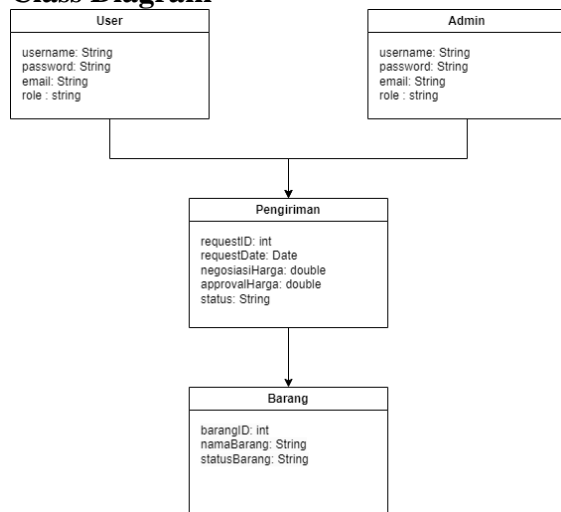 Class Diagram
User
username: String
password: String
email: String
role : string
Admin
username: String
password: String
email: String
role : string
Pengiriman
requestID: int
requestDate: Date
negosiasiHarga: double
approvalHarga: double
status: String
Barang
barangID: int
namaBarang: String
statusBarang: String